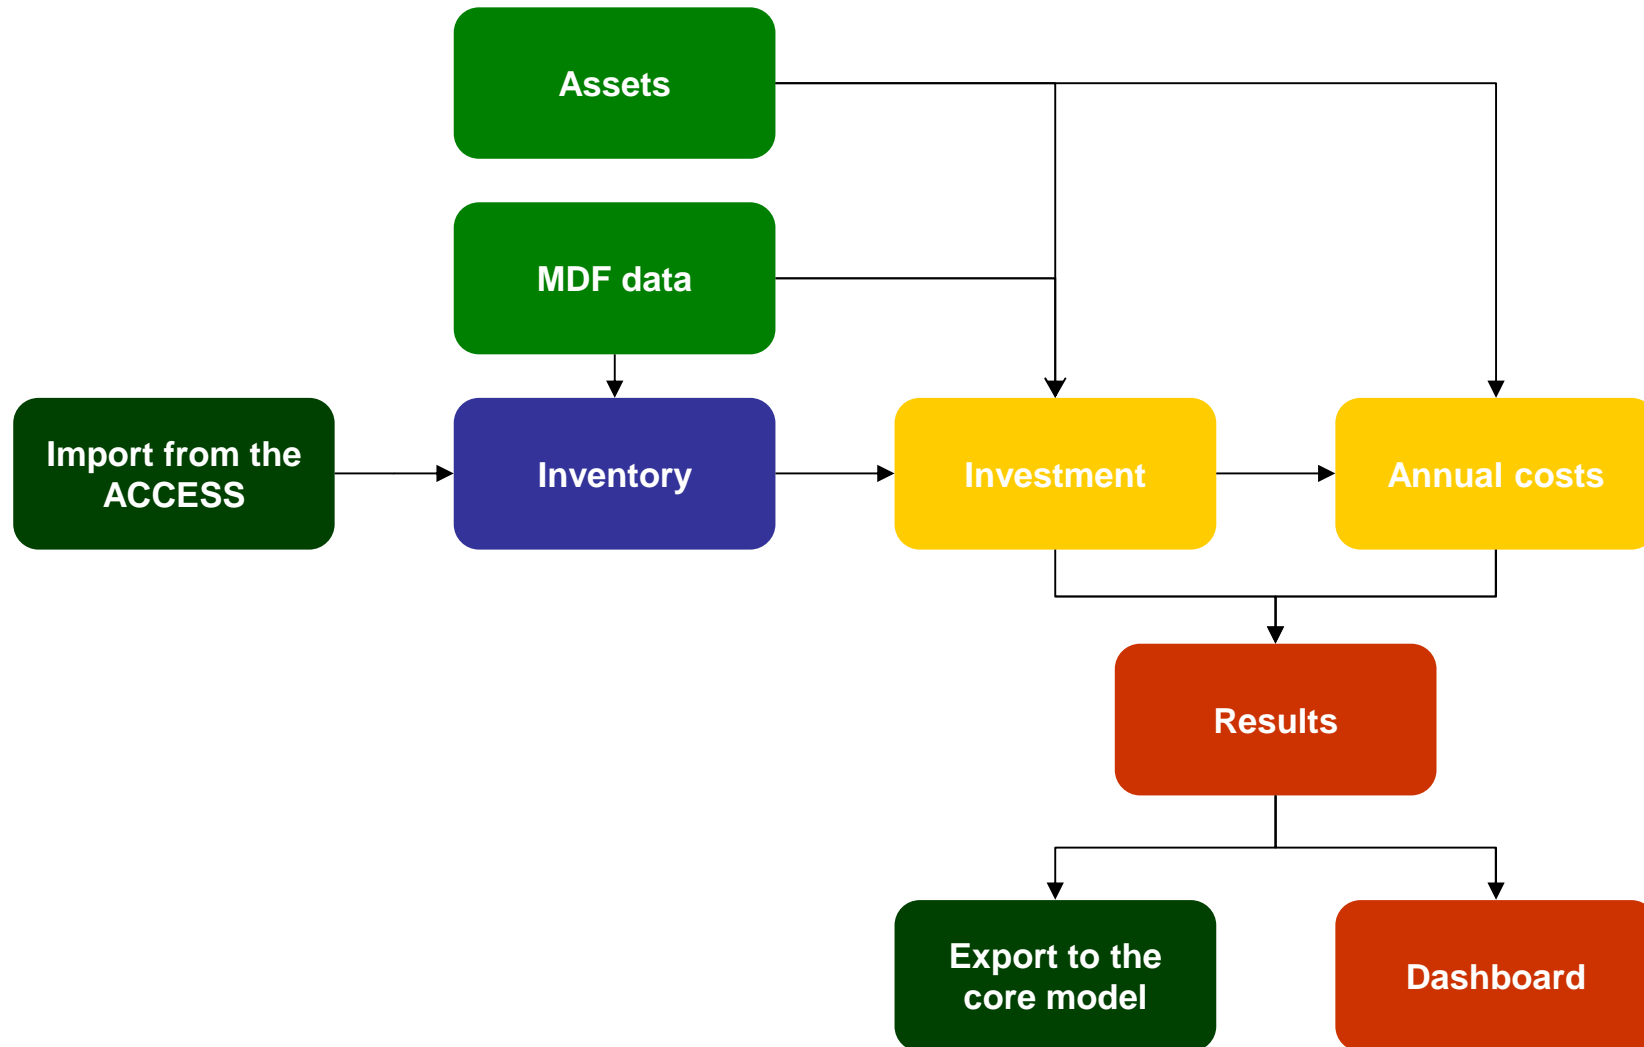 Assets
MDF data
Import from the
ACCESS
Inventory
Investment
Annual costs
Results
Export to the
core model
Dashboard